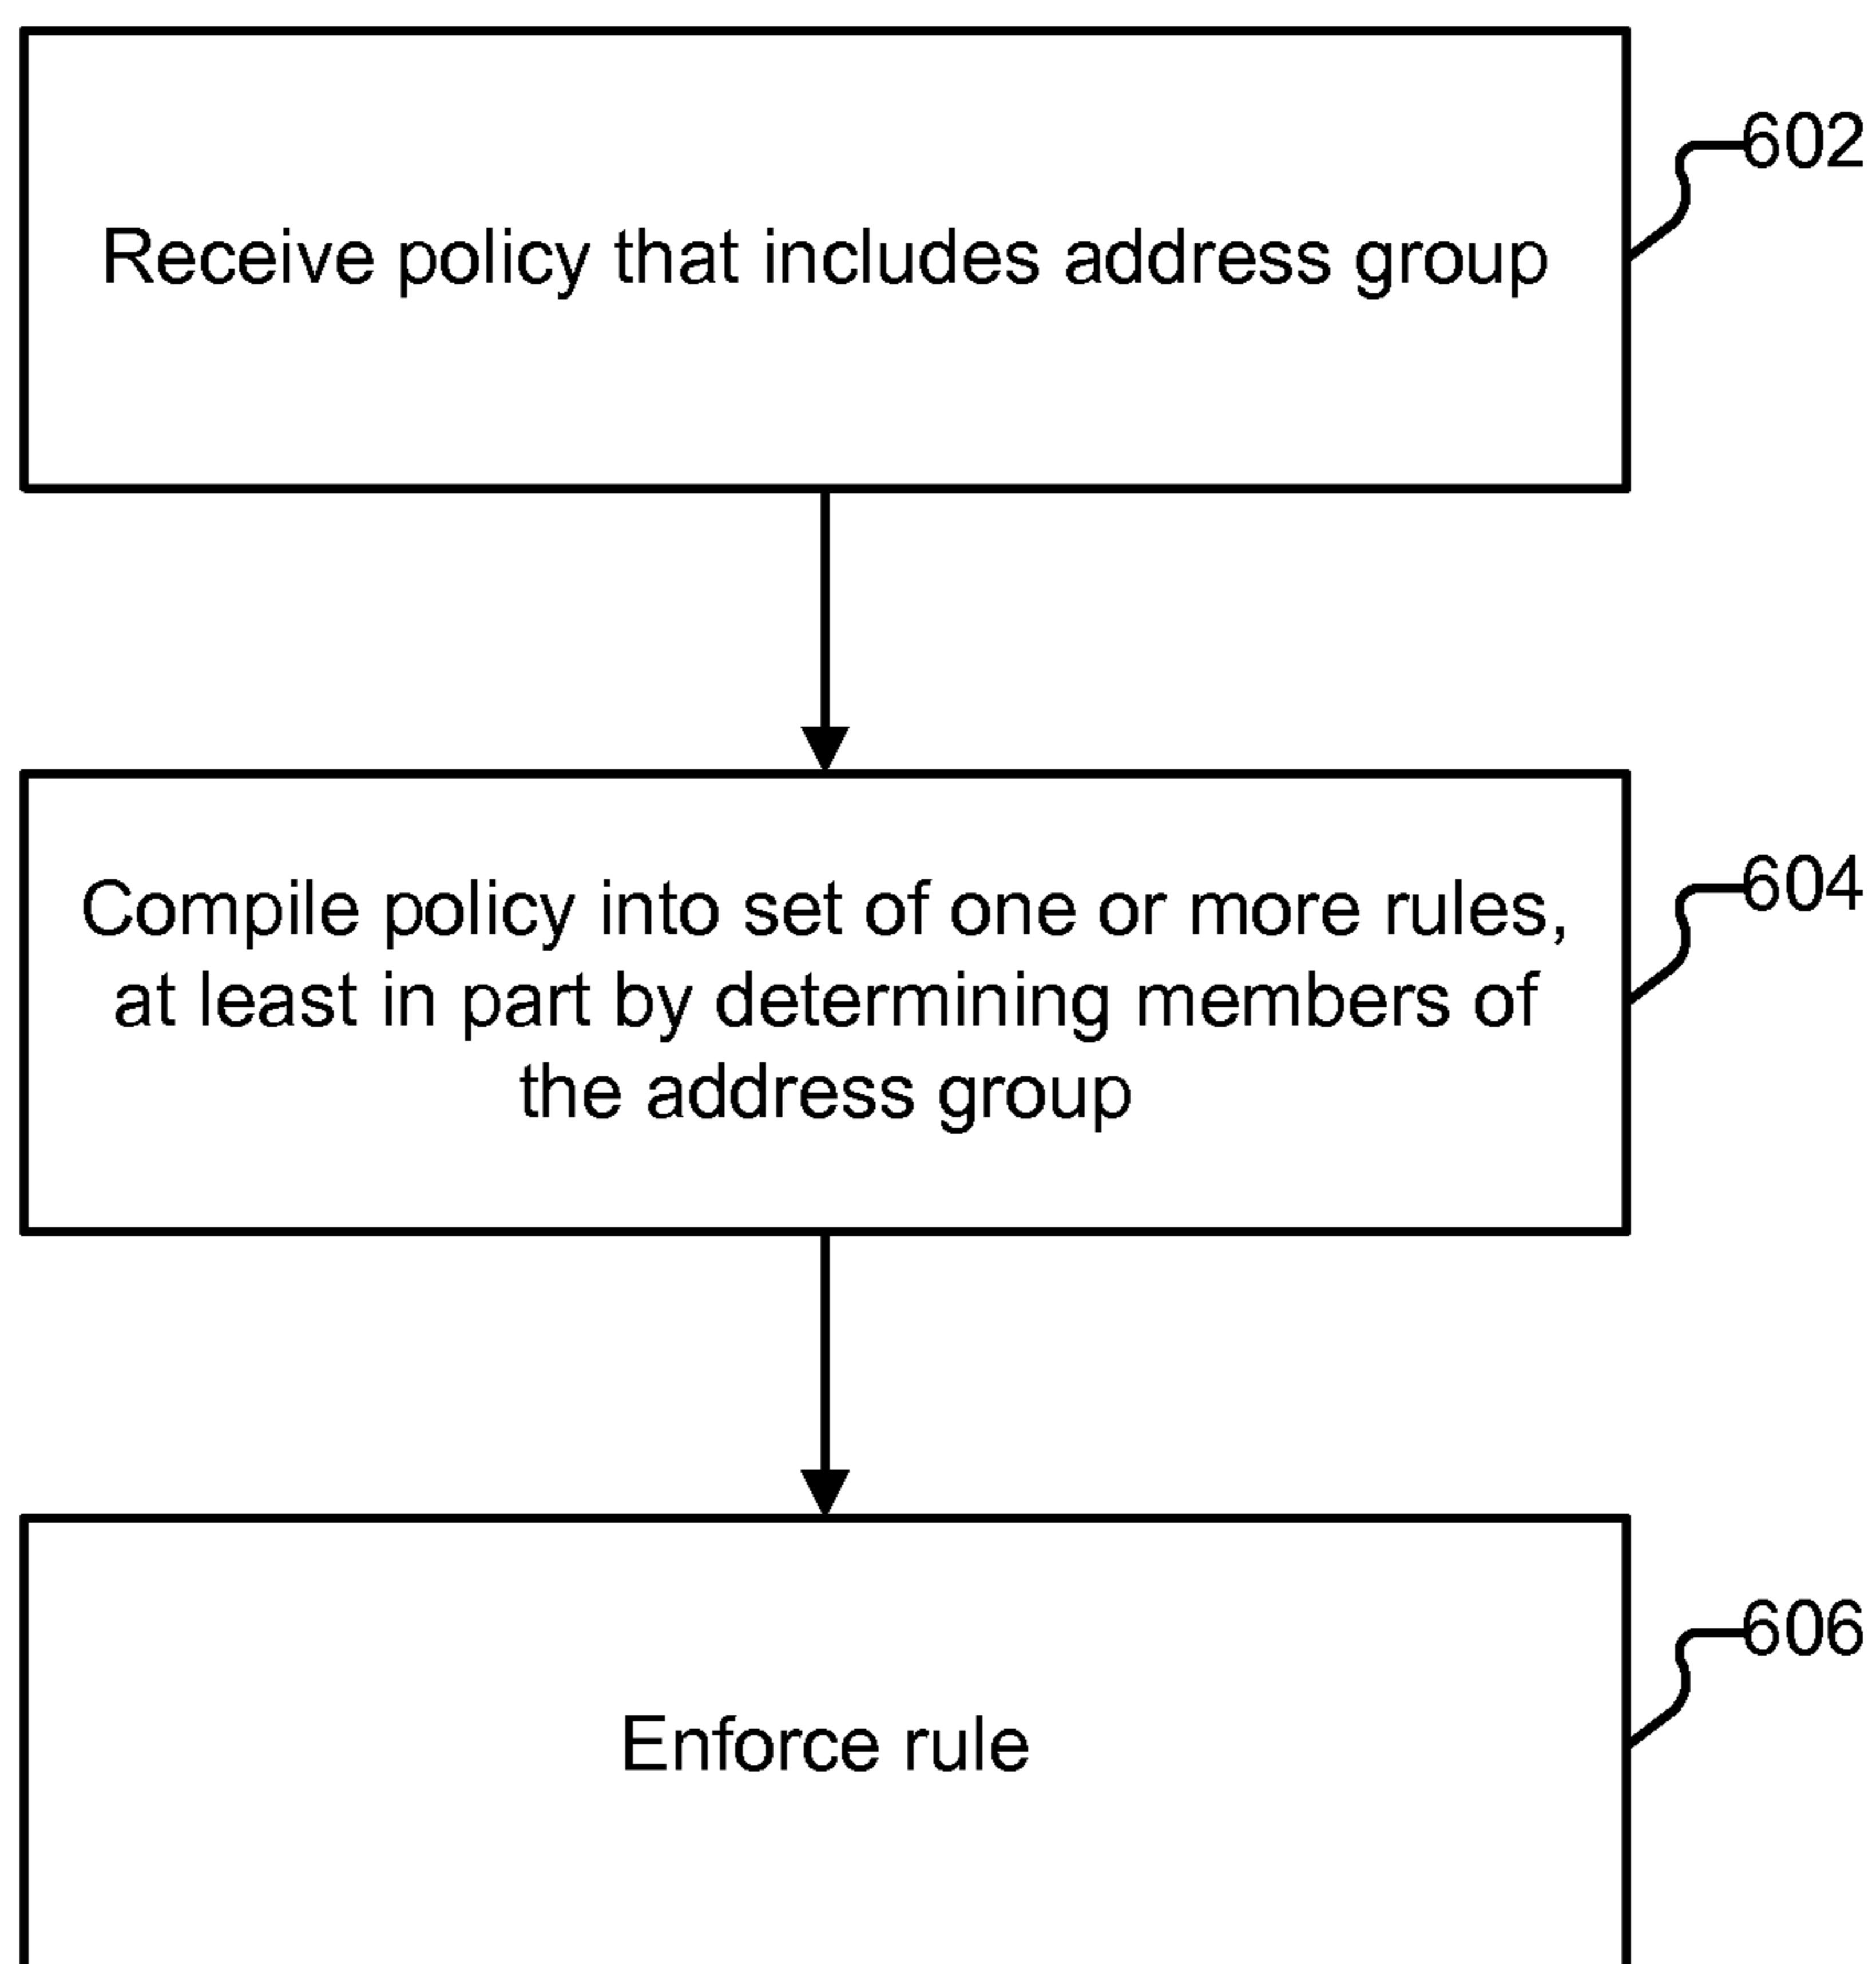 602
Receive policy that includes address group
604
Compile policy into set of one or more rules,
at least in part by determining members of
the address group
606
Enforce rule